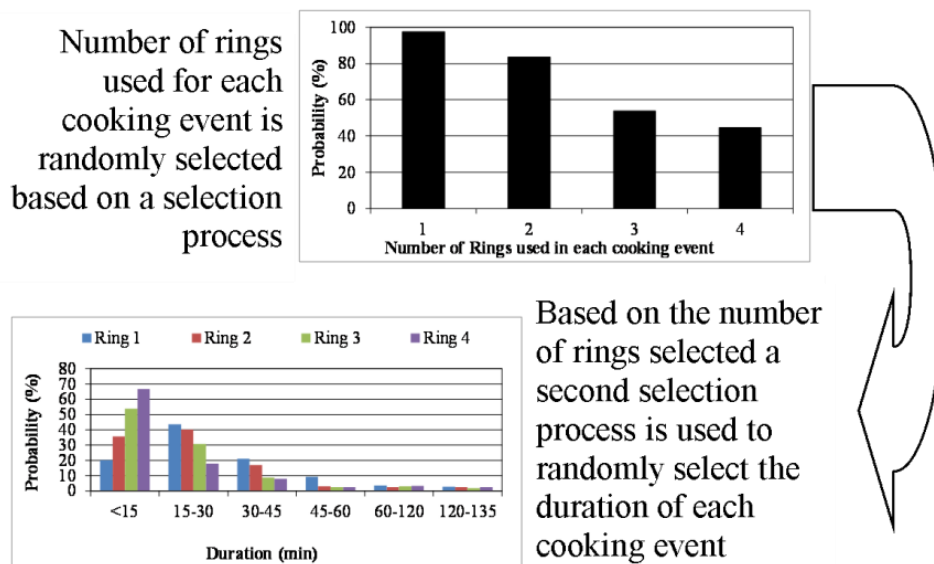 Number of rings
used for each
cooking event is
randomly selected
based on a selection
process
Probability (%)
100
80
60
40
20
0
1 2 3 4
Number of Rings used in each cooking event
Ring 1 Ring 2 Ring 3 Ring 4
Probability (%)
80
70
60
50
40
30
20
10
0
<15 15-30 30-45 45-60 60-120 120-135
Duration (min)
Based on the number
of rings selected a
second selection
process is used to
randomly select the
duration of each
cooking event